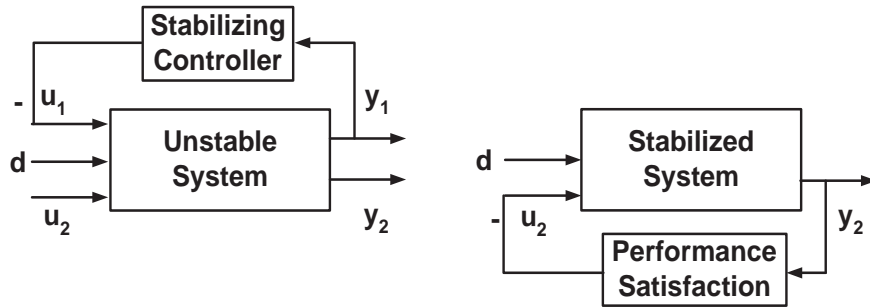 Stabilizing
Controller
- u1
y1
Unstable
System
d
u2
y2
Stabilized
System
d
- u2
y2
Performance
Satisfaction